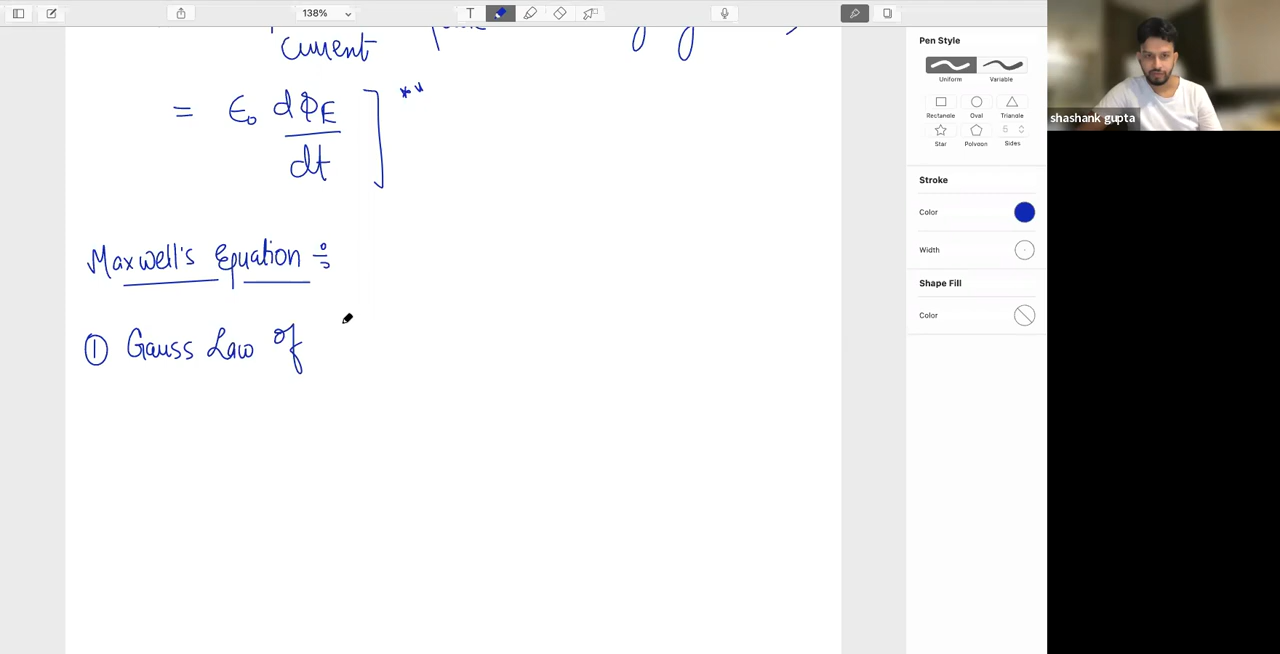 138%
T
current
= ϵ₀ dΦE **
dt
Maxwell's Equation ÷
① Gauss Law of
Pen Style
Uniform Variable
Rectangle Oval Triangle
5
Star Polygon Sides
Stroke
Color
Width
Shape Fill
Color
shashank gupta